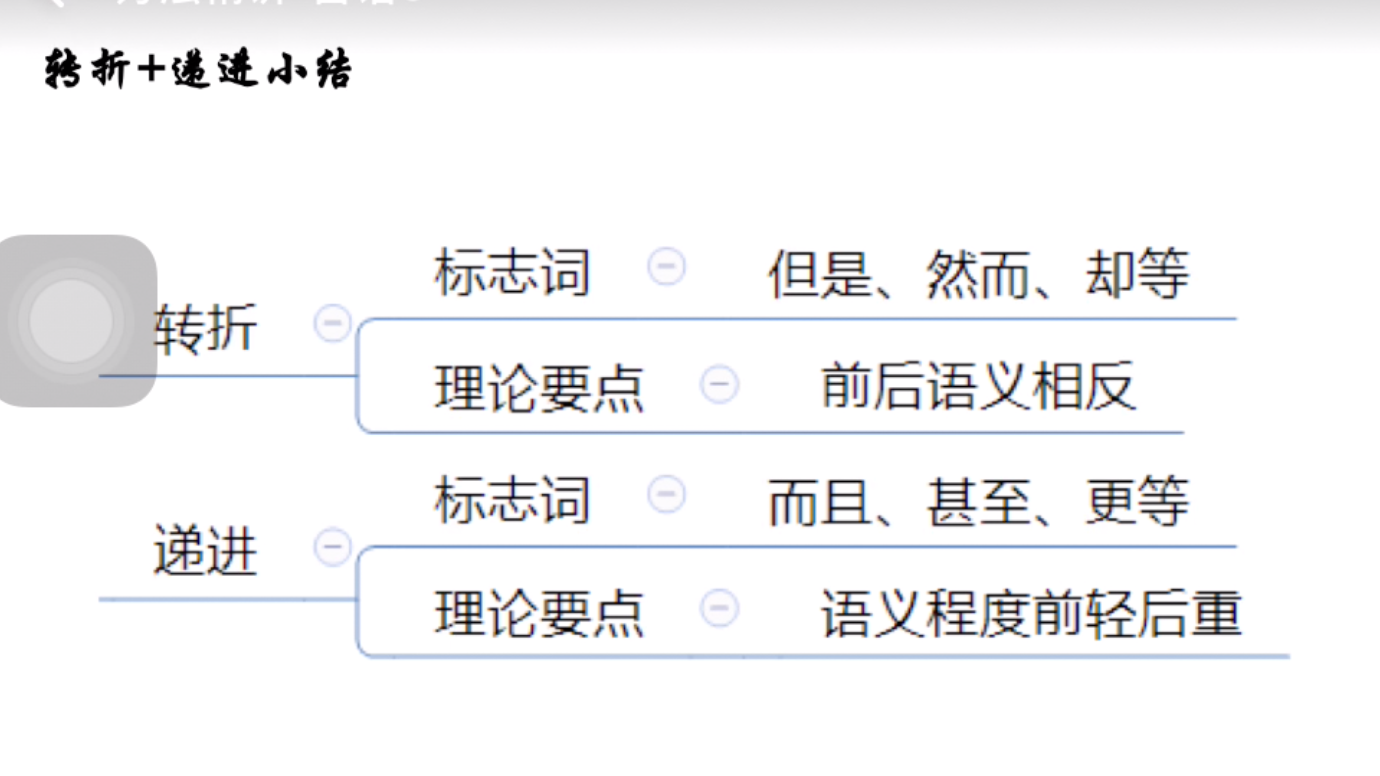 转折+递进小结
标志词 但是、然而、却等
转折
理论要点 前后语义相反
标志词 而且、甚至、更等
递进
理论要点 语义程度前轻后重